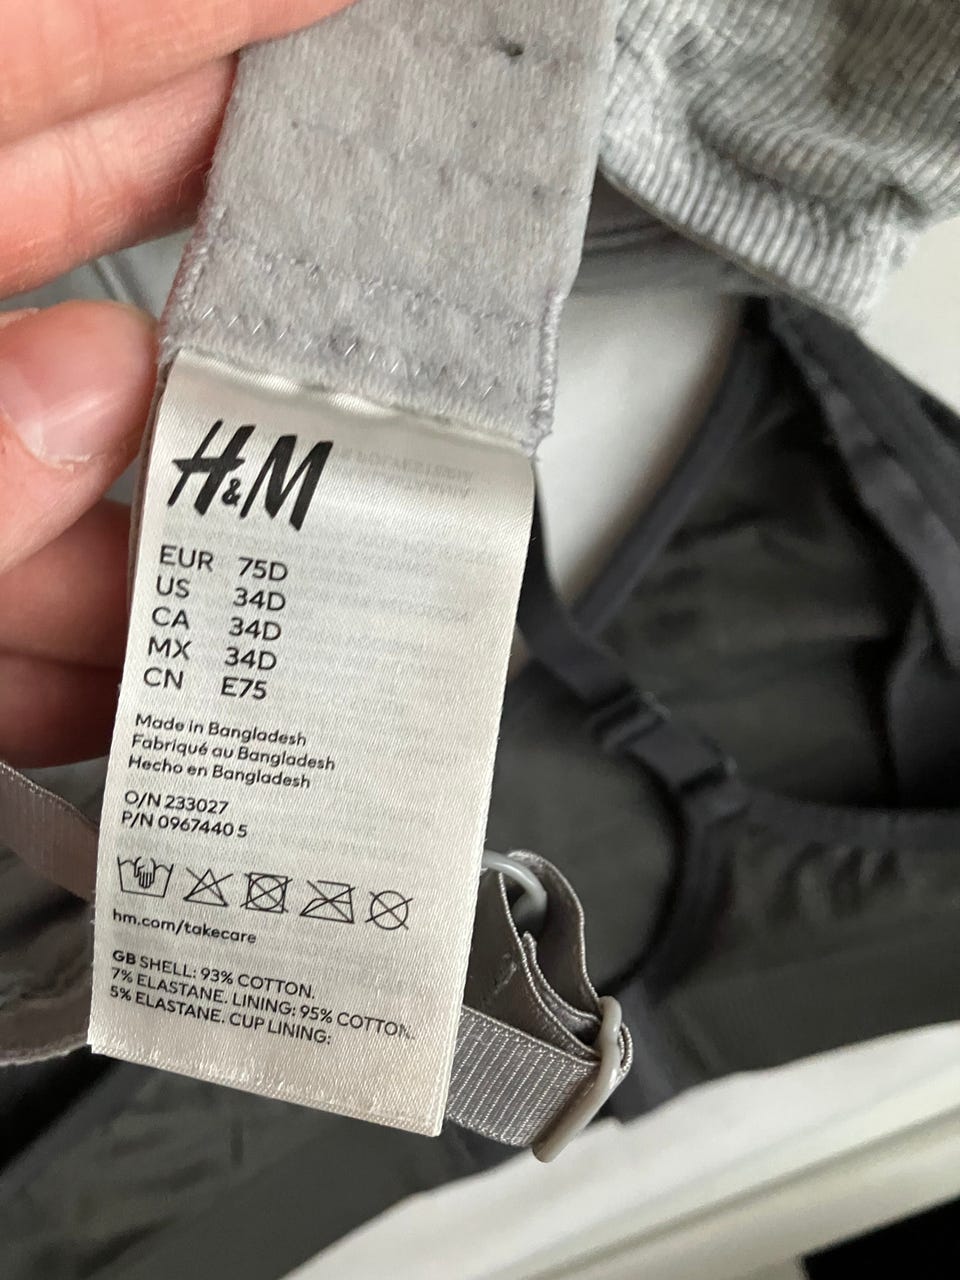 H&M
EUR 75D
US 34D
CA 34D
MX 34D
CN E75
Made in Bangladesh
Fabriqué au Bangladesh
Hecho en Bangladesh
O/N 233027
P/N 0967440 5
hm.com/takecare
GB SHELL: 93% COTTON.
7% ELASTANE. LINING: 95% COTTON.
5% ELASTANE. CUP LINING: